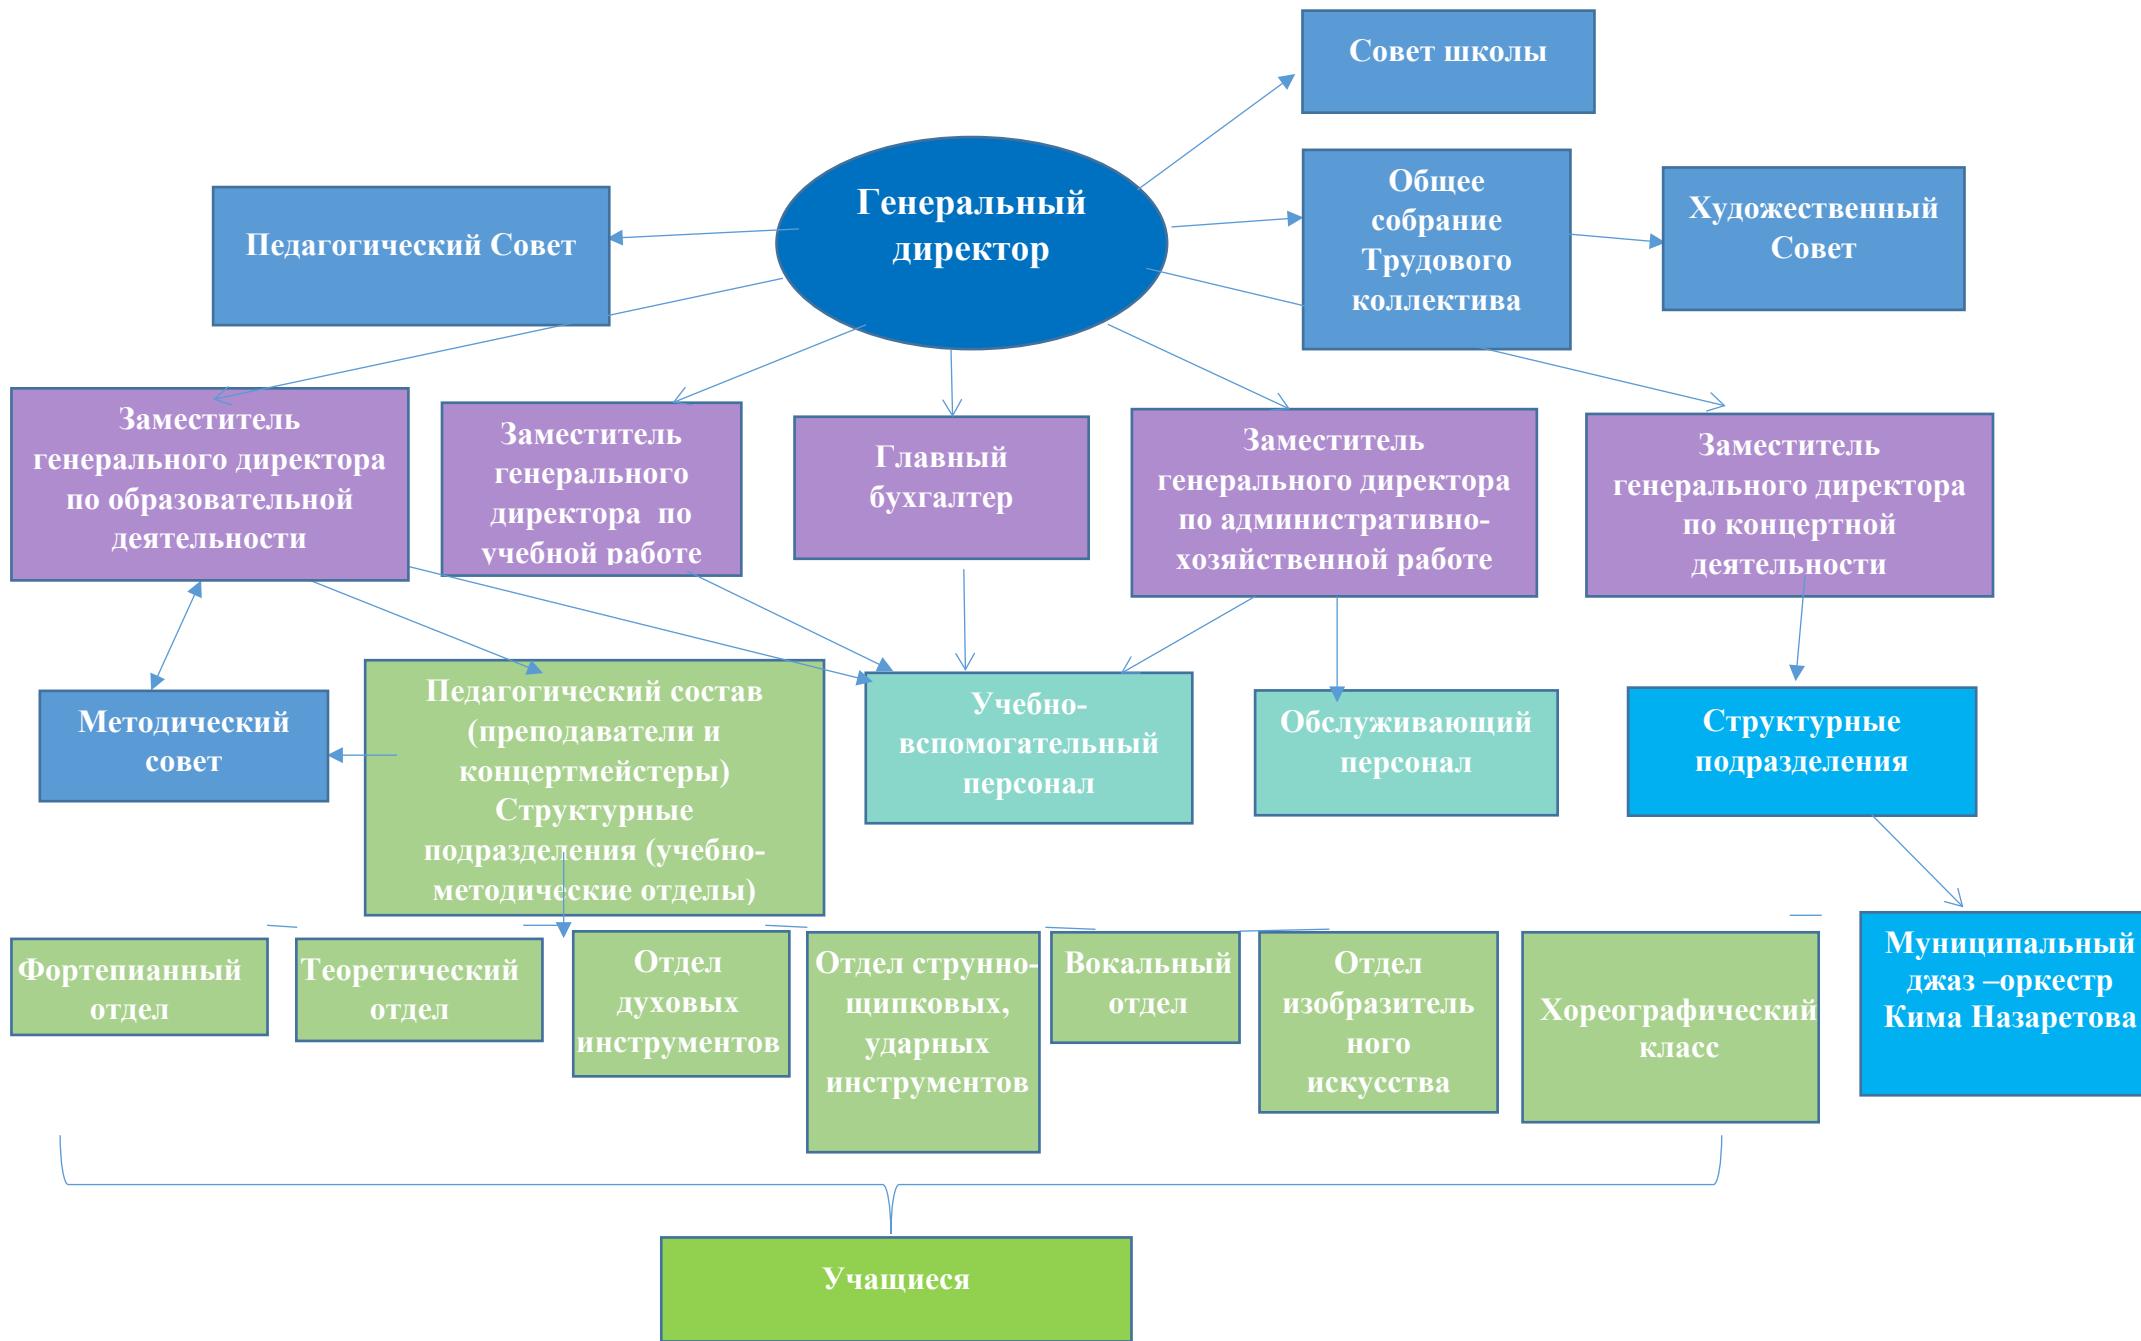 Совет школы
Генеральный
директор
Общее
собрание
Трудового
коллектива
Художественный
Совет
Педагогический Совет
Заместитель
генерального директора
по образовательной
деятельности
Заместитель
генерального
директора  по
учебной работе
Главный
бухгалтер
Заместитель
генерального директора
по административно-
хозяйственной работе
Заместитель
генерального директора
по концертной
деятельности
Методический
совет
Педагогический состав
(преподаватели и
концертмейстеры)
Структурные
подразделения (учебно-
методические отделы)
Учебно-
вспомогательный
персонал
Обслуживающий
персонал
Структурные
подразделения
Фортепианный
отдел
Теоретический
отдел
Отдел
духовых
инструментов
Отдел струнно-
щипковых,
ударных
инструментов
Вокальный
отдел
Отдел
изобразитель
ного
искусства
Хореографический
класс
Муниципальный
джаз –оркестр
Кима Назаретова
Учащиеся